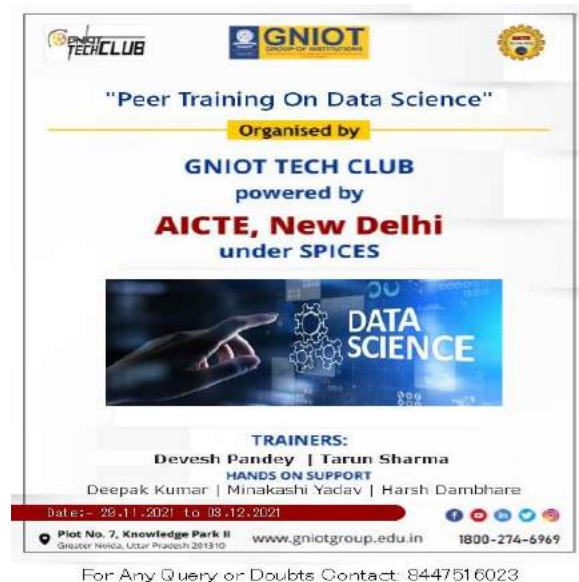 GNIOT
TECHCLUB
GNIOT
GROUP OF INSTITUTIONS
"Peer Training On Data Science"
Organised by
GNIOT TECH CLUB
powered by
AICTE, New Delhi
under SPICES
DATA
SCIENCE
TRAINERS:
Devesh Pandey | Tarun Sharma
HANDS ON SUPPORT
Deepak Kumar | Minakashi Yadav | Harsh Dambhare
Date:- 29.11.2021 to 03.12.2021
Plot No. 7, Knowledge Park II
Greater Noida, Uttar Pradesh 201310
www.gniotgroup.edu.in
1800-274-6969
For Any Query or Doubts Contact: 8447516023